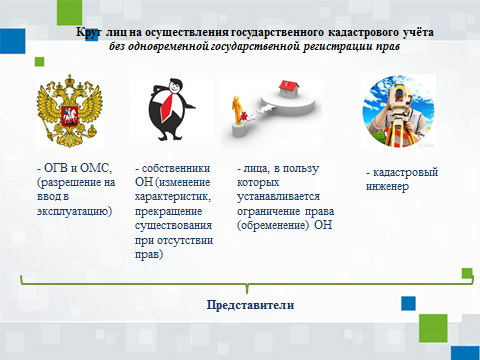 Круг лиц на осуществления государственного кадастрового учёта
без одновременной государственной регистрации прав
- ОГВ и ОМС,
(разрешение на
ввод в
эксплуатацию)
- собственники
ОН (изменение
характеристик,
прекращение
существования
при отсутствии
прав)
- лица, в пользу
которых
устанавливается
ограничение права
(обременение) ОН
- кадастровый
инженер
Представители